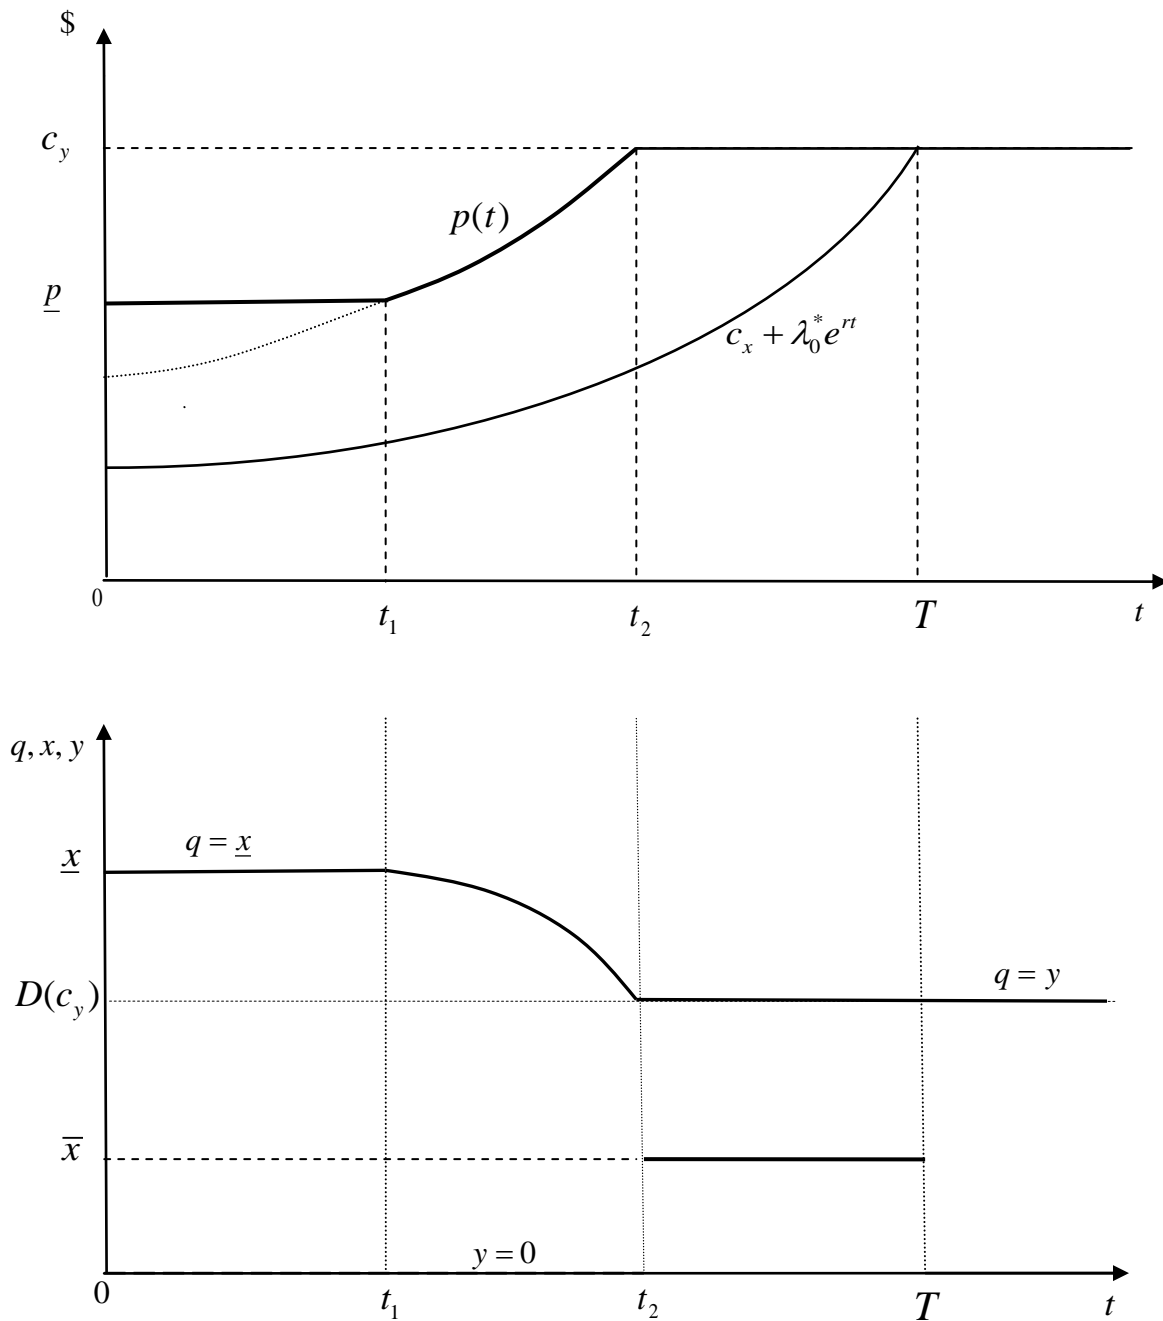 $
c_y
p(t)
p̲
c_x + λ_0^* e^{rt}
0
t_1
t_2
T
t
q, x, y
q = x̲
x̲
D(c_y)
q = y
x̄
y = 0
0
t_1
t_2
T
t